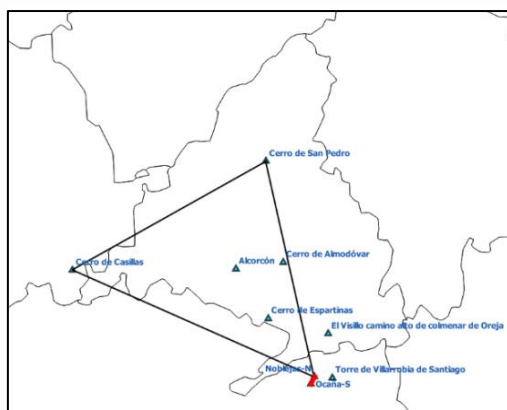 Cerro de San Pedro
Cerro de Casillas
Alcorcón
Cerro de Almodóvar
Cerro de Espartinas
El Visillo camino alto de colmenar de Oreja
Noblejas-N
Torre de Villarrobia de Santiago
Ocaña-S